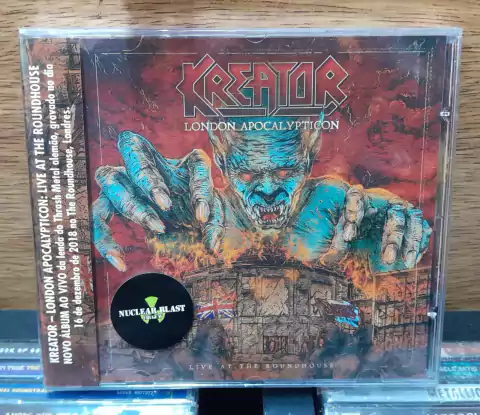 KREATOR – LONDON APOCALYPTICON: LIVE AT THE ROUNDHOUSE
NOVO ÁLBUM AO VIVO da lenda do Thrash Metal alemão, gravado no dia
16 de dezembro de 2018 no The Roundhouse, Londres.
KREATOR
LONDON APOCALYPTICON
NUCLEAR BLAST
LIVE AT THE ROUNDHOUSE